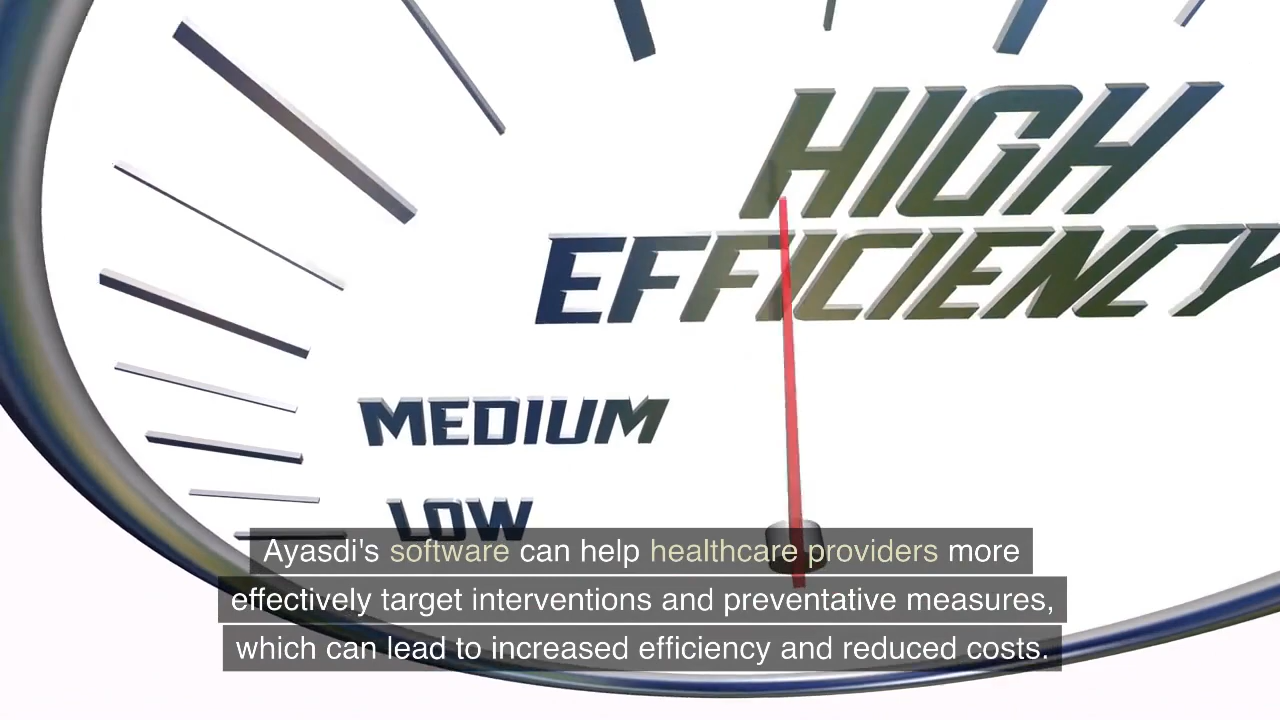 HIGH
EFFICIENCY
MEDIUM
LOW
Ayasdi's software can help healthcare providers more
effectively target interventions and preventative measures,
which can lead to increased efficiency and reduced costs.